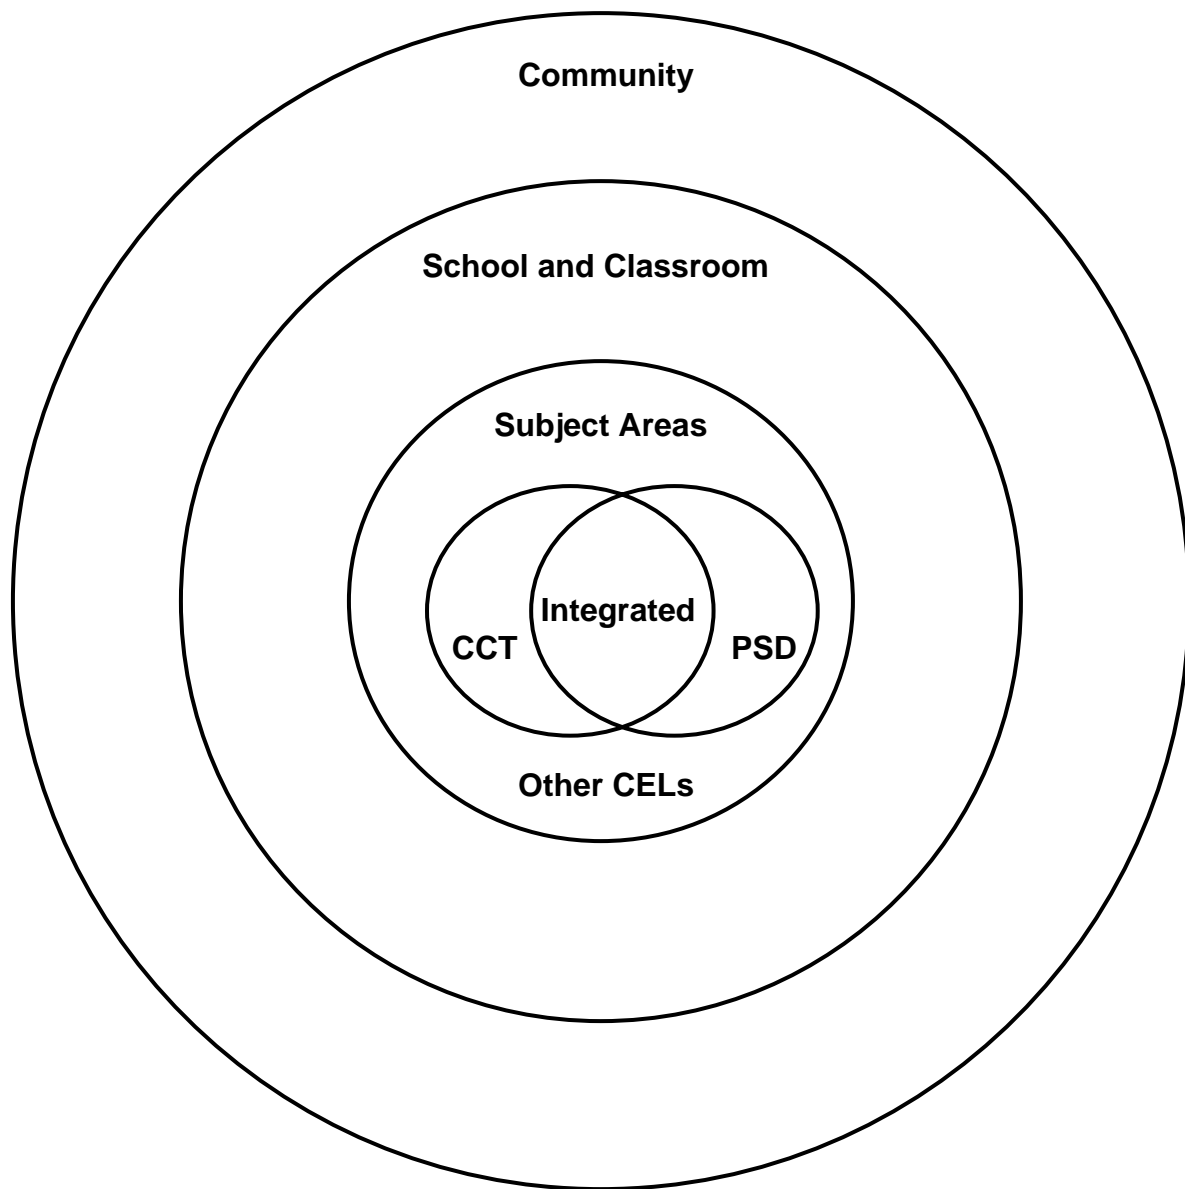 Community
School and Classroom
Subject Areas
Integrated
CCT
PSD
Other CELs